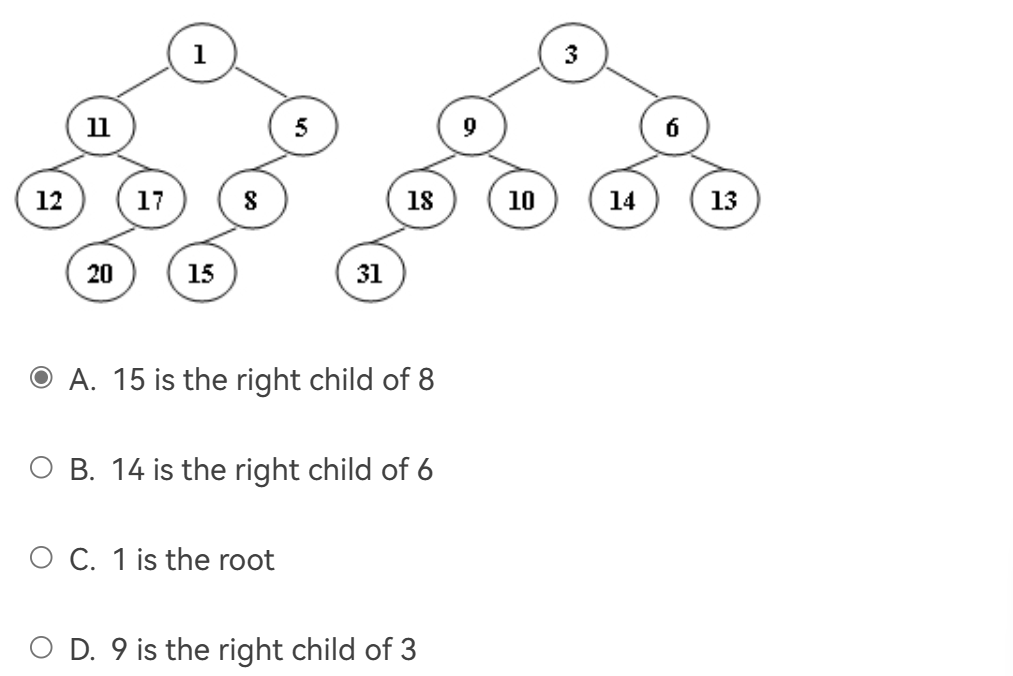 1 3
11 5 9 6
12 17 8 18 10 14 13
20 15 31
A. 15 is the right child of 8
B. 14 is the right child of 6
C. 1 is the root
D. 9 is the right child of 3